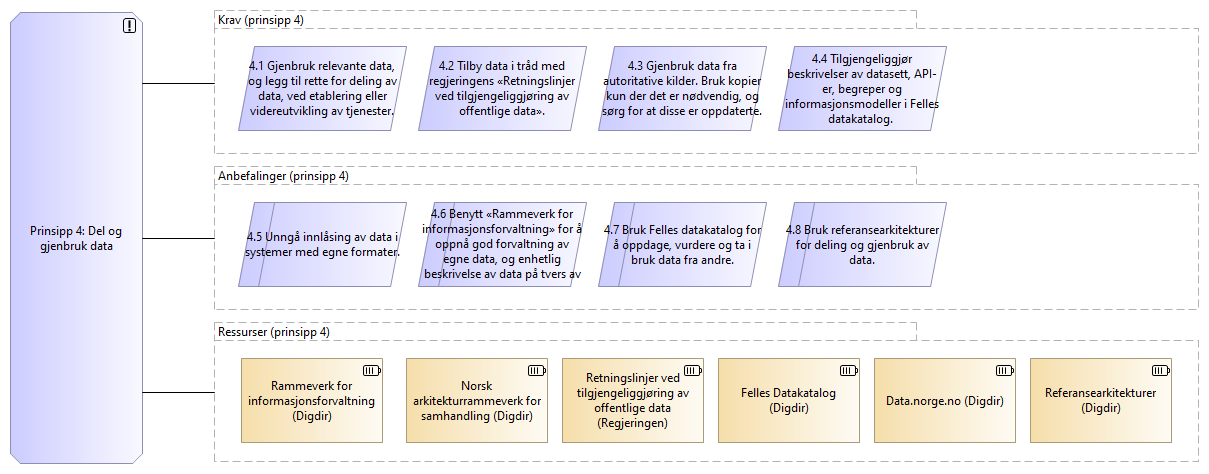 Prinsipp 4: Del og
gjenbruk data
Krav (prinsipp 4)
4.1 Gjenbruk relevante data,
og legg til rette for deling av
data, ved etablering eller
videreutvikling av tjenester.
4.2 Tilby data i tråd med
regjeringens «Retningslinjer
ved tilgjengeliggjøring av
offentlige data».
4.3 Gjenbruk data fra
autoritative kilder. Bruk kopier
kun der det er nødvendig, og
sørg for at disse er oppdaterte.
4.4 Tilgjengeliggjør
beskrivelser av datasett, API-
er, begreper og
informasjonsmodeller i Felles
datakatalog.
Anbefalinger (prinsipp 4)
4.5 Unngå innlåsing av data i
systemer med egne formater.
4.6 Benytt «Rammeverk for
informasjonsforvaltning» for å
oppnå god forvaltning av
egne data, og enhetlig
beskrivelse av data på tvers av
4.7 Bruk Felles datakatalog for
å oppdage, vurdere og ta i
bruk data fra andre.
4.8 Bruk referansearkitekturer
for deling og gjenbruk av
data.
Ressurser (prinsipp 4)
Rammeverk for
informasjonsforvaltning
(Digdir)
Norsk
arkitekturrammeverk for
samhandling (Digdir)
Retningslinjer ved
tilgjengeliggjøring av
offentlige data
(Regjeringen)
Felles Datakatalog
(Digdir)
Data.norge.no (Digdir)
Referansearkitekturer
(Digdir)